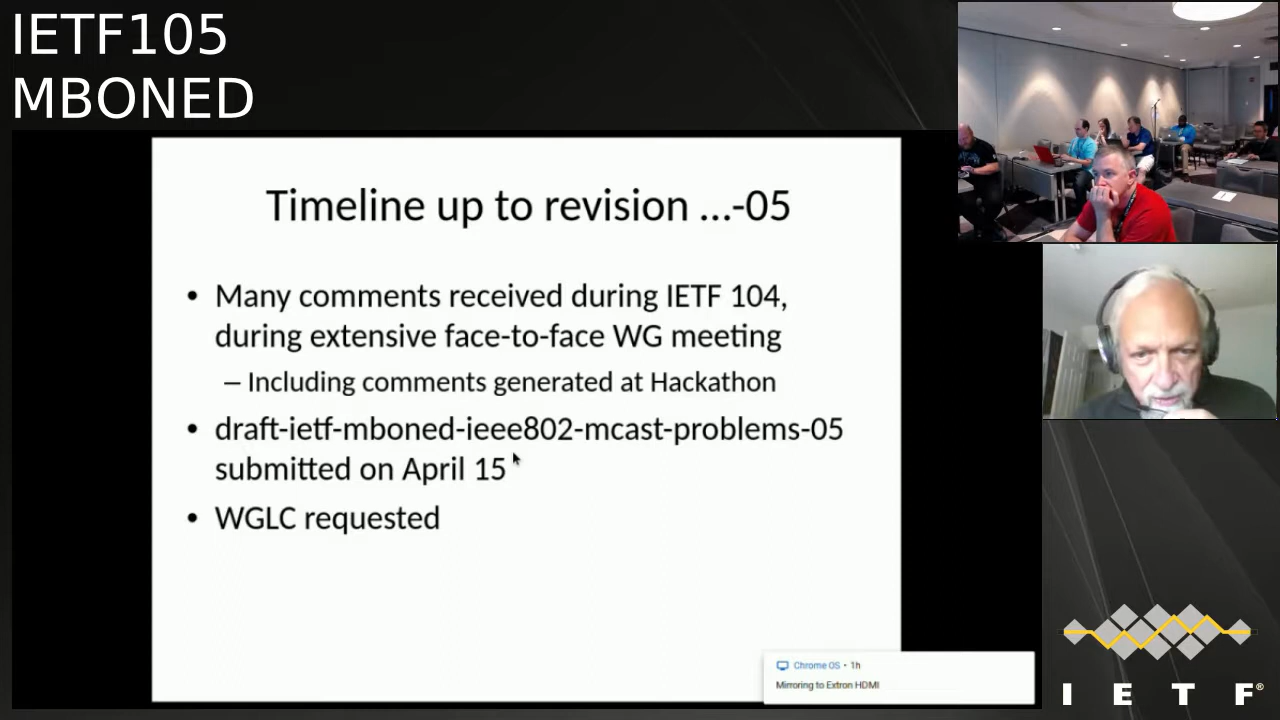 IETF105
MBONED
Timeline up to revision ...-05
• Many comments received during IETF 104,
during extensive face-to-face WG meeting
– Including comments generated at Hackathon
• draft-ietf-mboned-ieee802-mcast-problems-05
submitted on April 15
• WGLC requested
Chrome OS • 1h
Mirroring to Extron HDMI
I E T F®